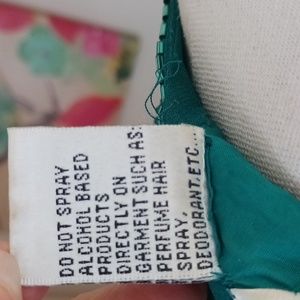 DO NOT SPRAY
ALCOHOL BASED
PRODUCTS
DIRECTLY ON
GARMENT SUCH AS:
PERFUME HAIR
SPRAY,
DEODORANT.ETC...